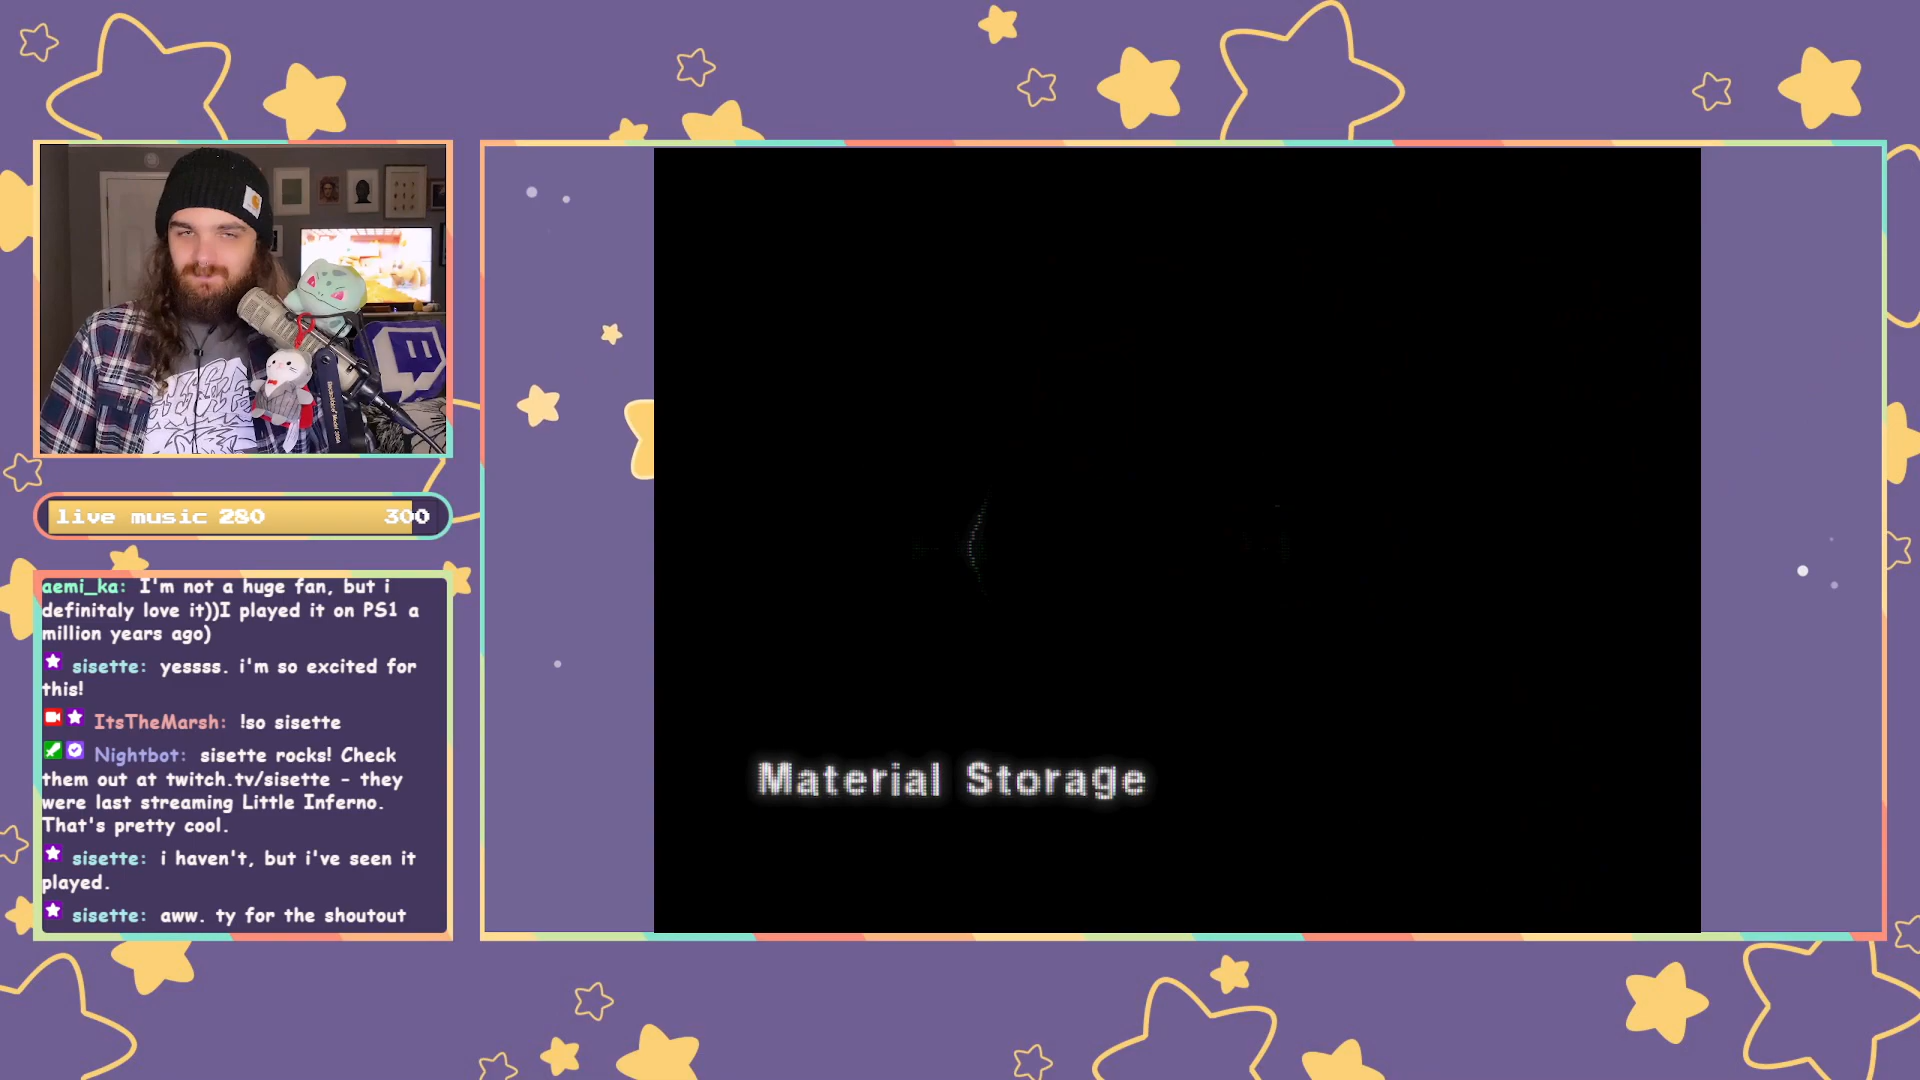 live music 280 300
aemi_ka: I'm not a huge fan, but i
definitaly love it))I played it on PS1 a
million years ago)
sisette: yessss. i'm so excited for
this!
ItsTheMarsh: !so sisette
Nightbot: sisette rocks! Check
them out at twitch.tv/sisette - they
were last streaming Little Inferno.
That's pretty cool.
sisette: i haven't, but i've seen it
played.
sisette: aww. ty for the shoutout
Material Storage